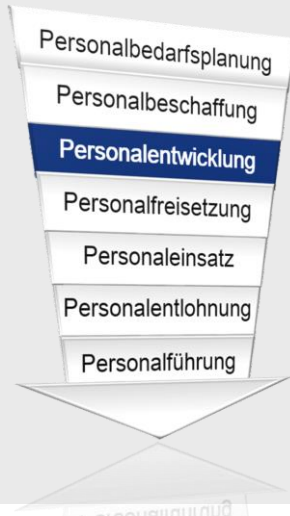 Personalbedarfsplanung
Personalbeschaffung
Personalentwicklung
Personalfreisetzung
Personaleinsatz
Personalentlohnung
Personalführung